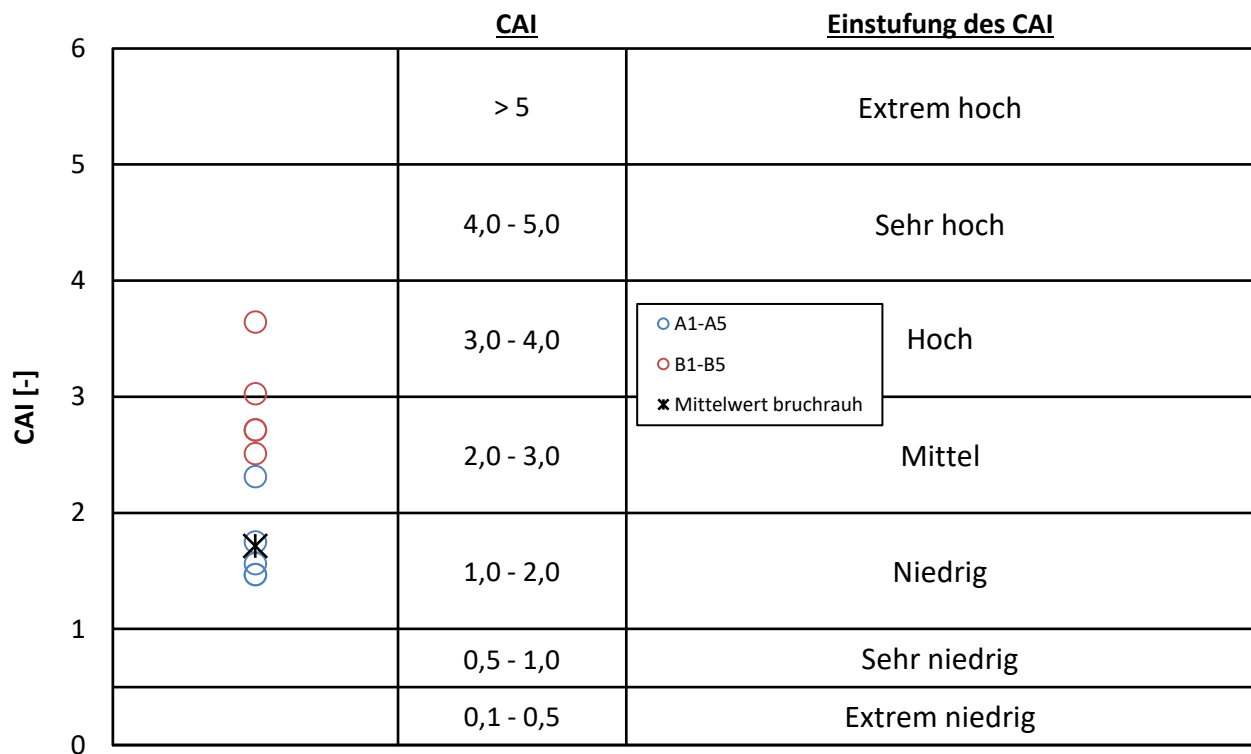 CAI Einstufung des CAI
6
> 5 Extrem hoch
5
4,0 - 5,0 Sehr hoch
4
3,0 - 4,0 Hoch
A1-A5
B1-B5
Mittelwert bruchrauh
3
2,0 - 3,0 Mittel
2
1,0 - 2,0 Niedrig
1
0,5 - 1,0 Sehr niedrig
0,1 - 0,5 Extrem niedrig
0
CAI [-]